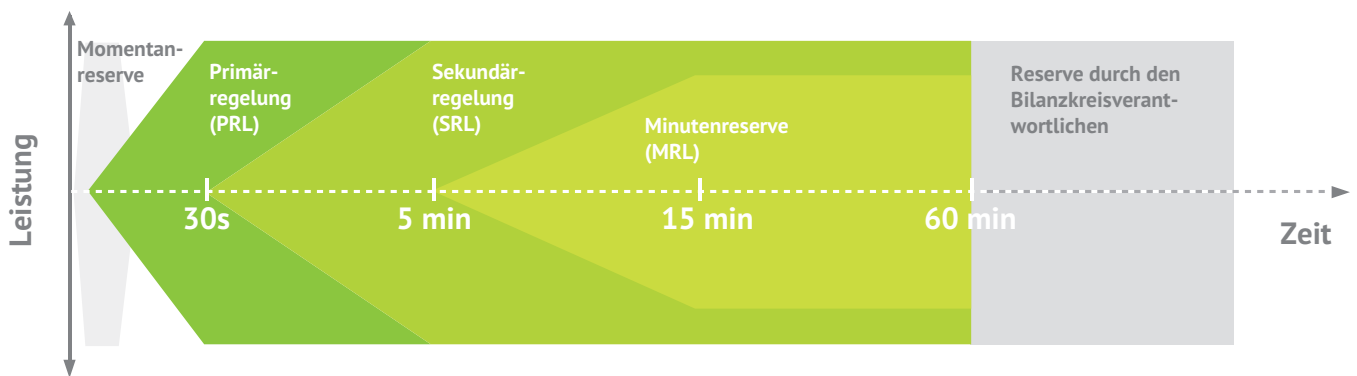 Momentan-
reserve
Primär-
regelung
(PRL)
Sekundär-
regelung
(SRL)
Minutenreserve
(MRL)
Reserve durch den
Bilanzkreisverant-
wortlichen
Leistung
30s
5 min
15 min
60 min
Zeit